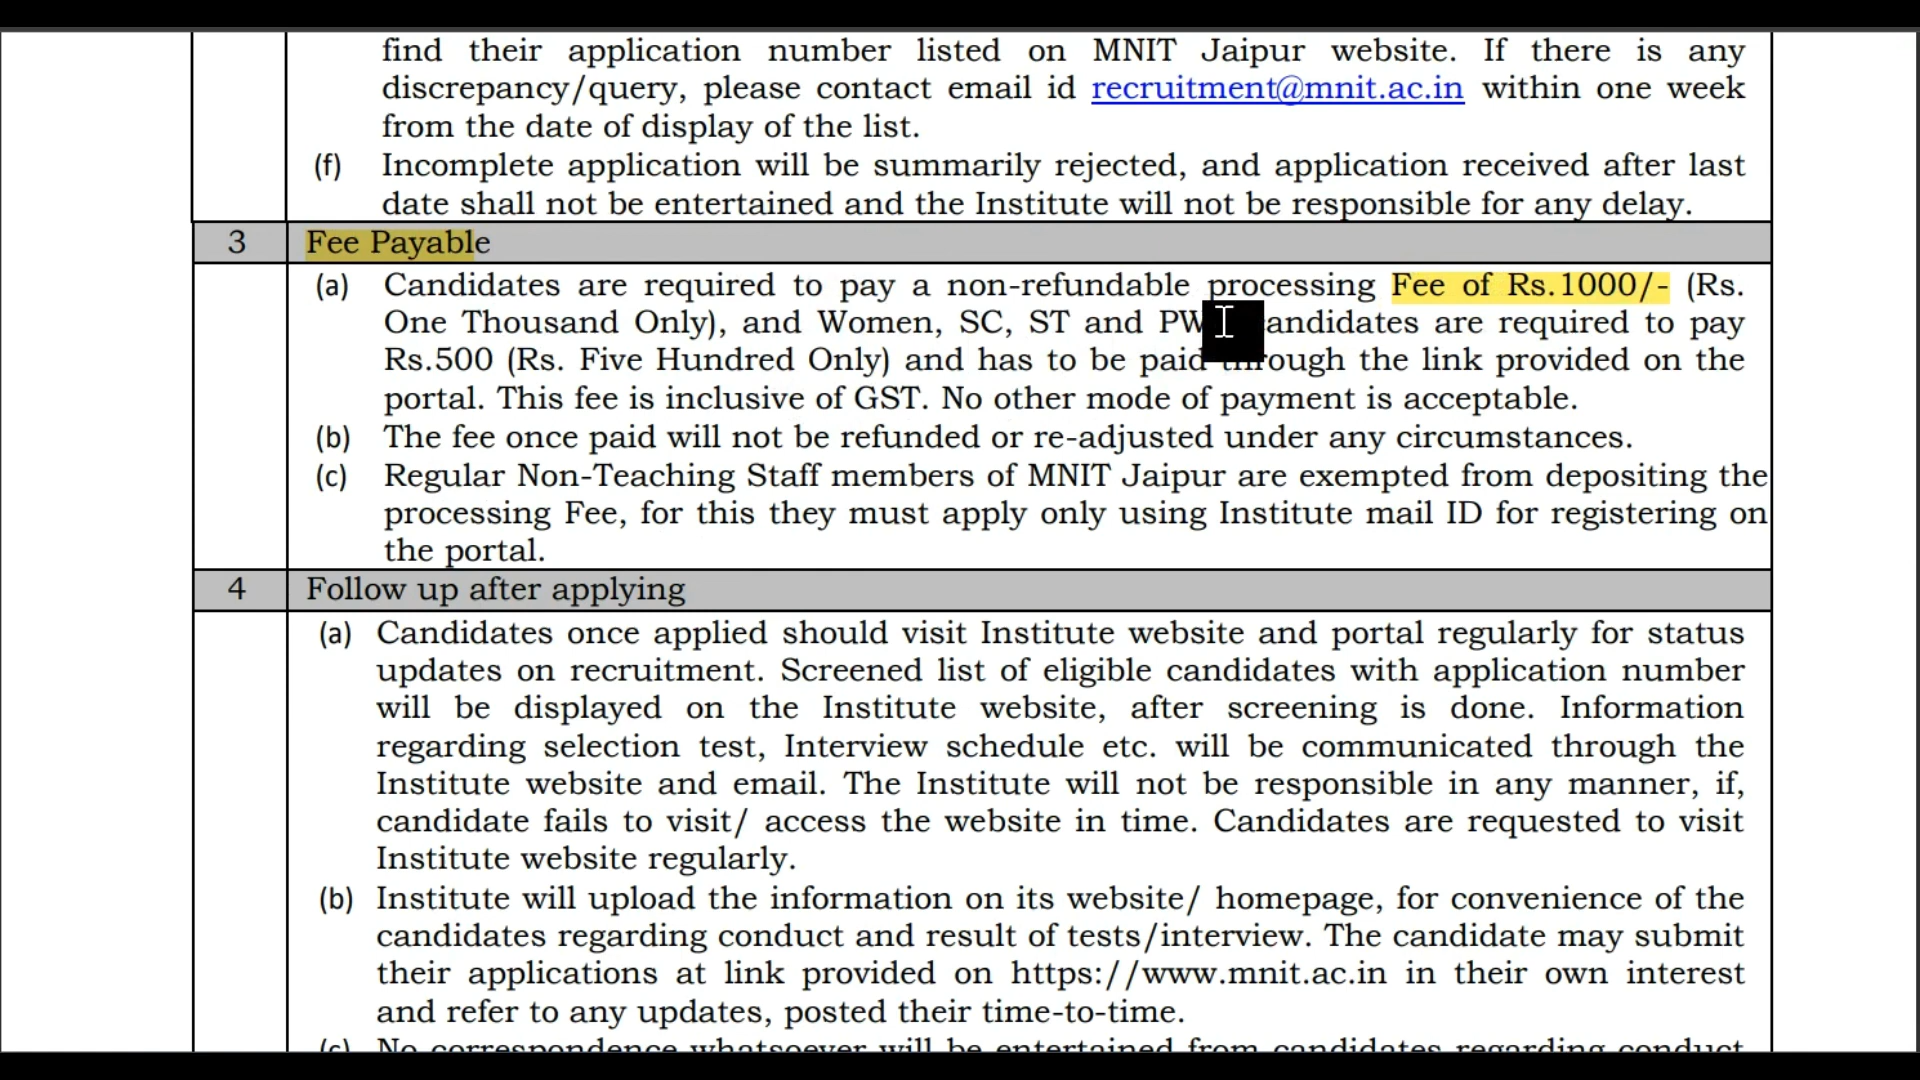 find their application number listed on MNIT Jaipur website. If there is any
discrepancy/query, please contact email id recruitment@mnit.ac.in within one week
from the date of display of the list.
(f) Incomplete application will be summarily rejected, and application received after last
date shall not be entertained and the Institute will not be responsible for any delay.
3 Fee Payable
(a) Candidates are required to pay a non-refundable processing Fee of Rs.1000/- (Rs.
One Thousand Only), and Women, SC, ST and candidates are required to pay
Rs.500 (Rs. Five Hundred Only) and has to be paid through the link provided on the
portal. This fee is inclusive of GST. No other mode of payment is acceptable.
(b) The fee once paid will not be refunded or re-adjusted under any circumstances.
(c) Regular Non-Teaching Staff members of MNIT Jaipur are exempted from depositing the
processing Fee, for this they must apply only using Institute mail ID for registering on
the portal.
4 Follow up after applying
(a) Candidates once applied should visit Institute website and portal regularly for status
updates on recruitment. Screened list of eligible candidates with application number
will be displayed on the Institute website, after screening is done. Information
regarding selection test, Interview schedule etc. will be communicated through the
Institute website and email. The Institute will not be responsible in any manner, if,
candidate fails to visit/ access the website in time. Candidates are requested to visit
Institute website regularly.
(b) Institute will upload the information on its website/ homepage, for convenience of the
candidates regarding conduct and result of tests/interview. The candidate may submit
their applications at link provided on https://www.mnit.ac.in in their own interest
and refer to any updates, posted their time-to-time.
(c) No correspondence whatsoever will be entertained from candidates regarding conduct